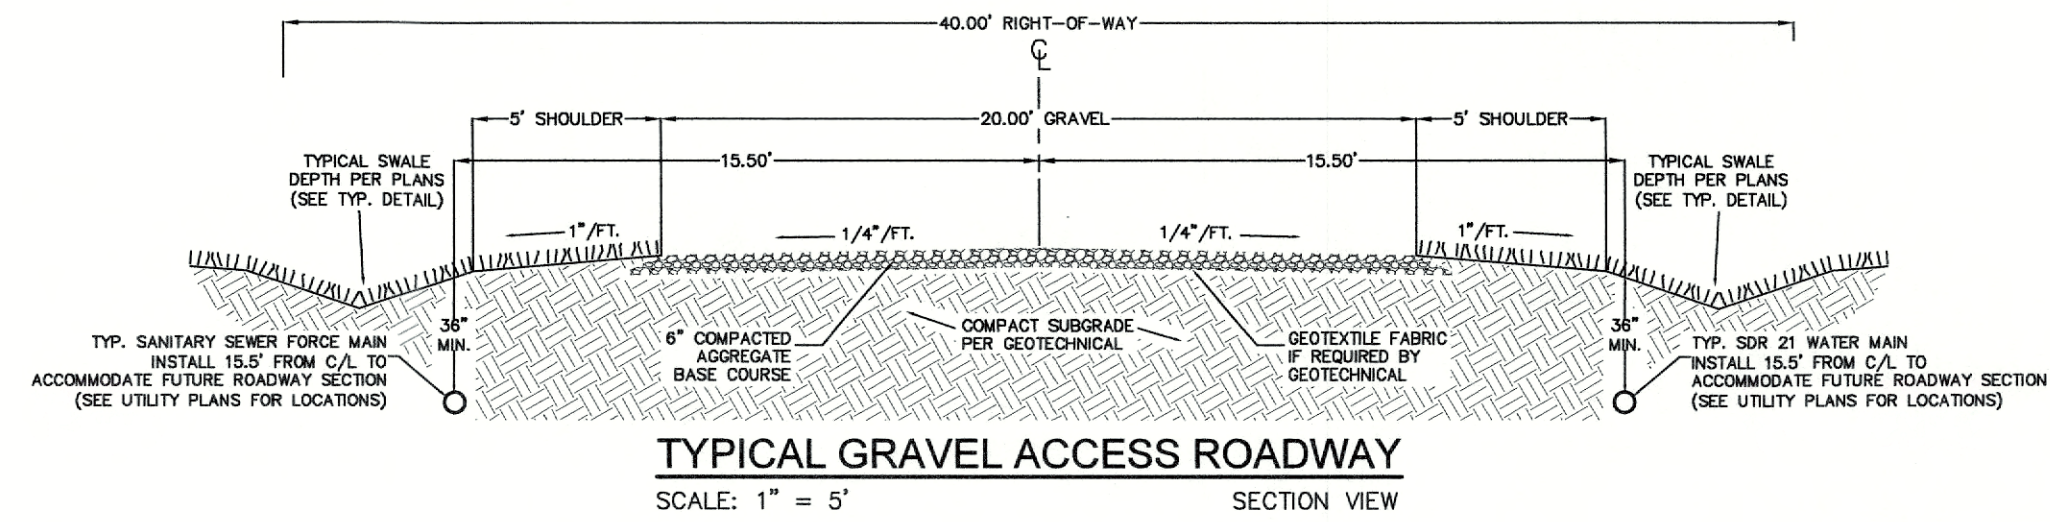 40.00' RIGHT-OF-WAY
CL
5' SHOULDER
20.00' GRAVEL
5' SHOULDER
15.50'
15.50'
TYPICAL SWALE
DEPTH PER PLANS
(SEE TYP. DETAIL)
TYPICAL SWALE
DEPTH PER PLANS
(SEE TYP. DETAIL)
1"/FT.
1/4"/FT.
1/4"/FT.
1"/FT.
36"
MIN.
TYP. SANITARY SEWER FORCE MAIN
INSTALL 15.5' FROM C/L TO
ACCOMMODATE FUTURE ROADWAY SECTION
(SEE UTILITY PLANS FOR LOCATIONS)
6" COMPACTED
AGGREGATE
BASE COURSE
COMPACT SUBGRADE
PER GEOTECHNICAL
GEOTEXTILE FABRIC
IF REQUIRED BY
GEOTECHNICAL
36"
MIN.
TYP. SDR 21 WATER MAIN
INSTALL 15.5' FROM C/L TO
ACCOMMODATE FUTURE ROADWAY SECTION
(SEE UTILITY PLANS FOR LOCATIONS)
TYPICAL GRAVEL ACCESS ROADWAY
SCALE: 1" = 5'
SECTION VIEW